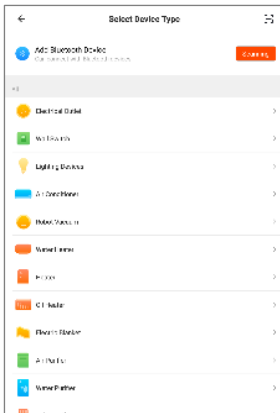 Select Device Type
Add Bluetooth Device
Scanning
All
Electrical Outlet
Wall Switch
Lighting Devices
Air Conditioner
Robot Vacuum
Water Heater
Heater
Oil Heater
Electric Blanket
Air Purifier
Water Purifier